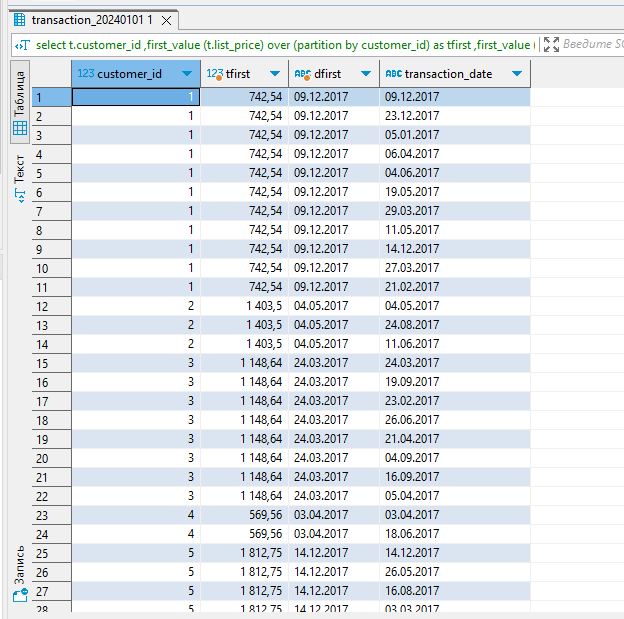 transaction_20240101 1
select t.customer_id ,first_value (t.list_price) over (partition by customer_id) as tfirst ,first_value ( Введите SQ
123 customer_id 123 tfirst ABC dfirst ABC transaction_date
Таблица
Текст
Запись
1 1 742,54 09.12.2017 09.12.2017
2 1 742,54 09.12.2017 23.12.2017
3 1 742,54 09.12.2017 05.01.2017
4 1 742,54 09.12.2017 06.04.2017
5 1 742,54 09.12.2017 04.06.2017
6 1 742,54 09.12.2017 19.05.2017
7 1 742,54 09.12.2017 29.03.2017
8 1 742,54 09.12.2017 11.05.2017
9 1 742,54 09.12.2017 14.12.2017
10 1 742,54 09.12.2017 27.03.2017
11 1 742,54 09.12.2017 21.02.2017
12 2 1 403,5 04.05.2017 04.05.2017
13 2 1 403,5 04.05.2017 24.08.2017
14 2 1 403,5 04.05.2017 11.06.2017
15 3 1 148,64 24.03.2017 24.03.2017
16 3 1 148,64 24.03.2017 19.09.2017
17 3 1 148,64 24.03.2017 23.02.2017
18 3 1 148,64 24.03.2017 26.06.2017
19 3 1 148,64 24.03.2017 21.04.2017
20 3 1 148,64 24.03.2017 04.09.2017
21 3 1 148,64 24.03.2017 16.09.2017
22 3 1 148,64 24.03.2017 05.04.2017
23 4 569,56 03.04.2017 03.04.2017
24 4 569,56 03.04.2017 18.06.2017
25 5 1 812,75 14.12.2017 14.12.2017
26 5 1 812,75 14.12.2017 26.05.2017
27 5 1 812,75 14.12.2017 16.08.2017
28 5 1 812,75 14.12.2017 03.03.2017